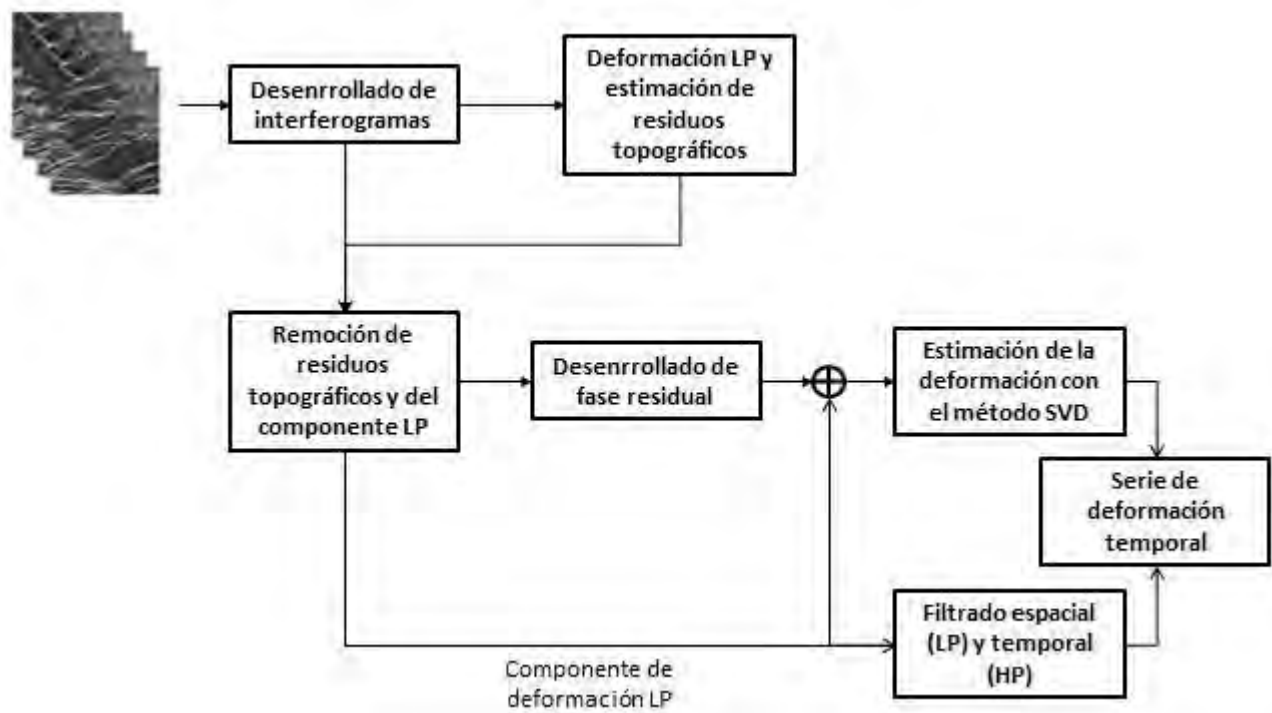 Desenrrollado de
interferogramas
Deformación LP y
estimación de
residuos
topográficos
Remoción de
residuos
topográficos y del
componente LP
Desenrrollado de
fase residual
Estimación de la
deformación con
el método SVD
Serie de
deformación
temporal
Filtrado espacial
(LP) y temporal
(HP)
Componente de
deformación LP